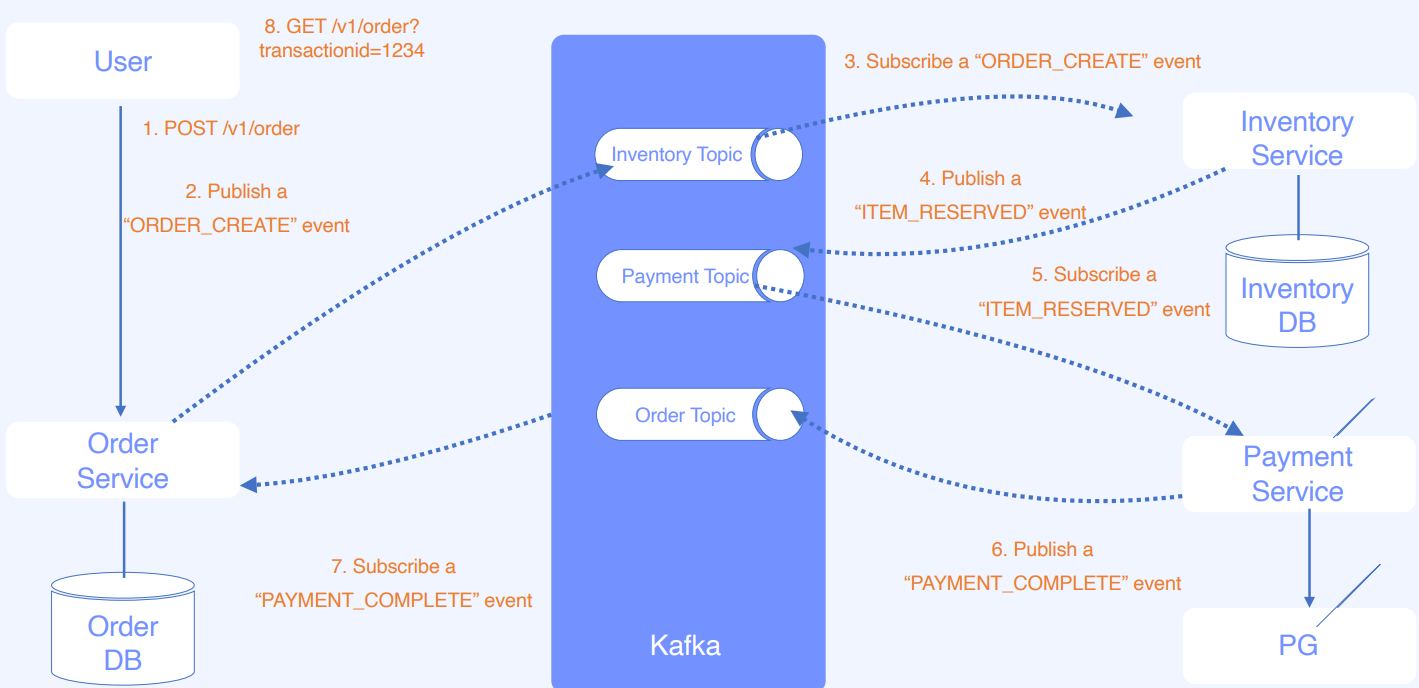 User
8. GET /v1/order?
transactionid=1234
1. POST /v1/order
2. Publish a
“ORDER_CREATE” event
Order
Service
Order
DB
7. Subscribe a
“PAYMENT_COMPLETE” event
Inventory Topic
Payment Topic
Order Topic
Kafka
3. Subscribe a “ORDER_CREATE” event
Inventory
Service
4. Publish a
“ITEM_RESERVED” event
5. Subscribe a
“ITEM_RESERVED” event
Inventory
DB
Payment
Service
6. Publish a
“PAYMENT_COMPLETE” event
PG